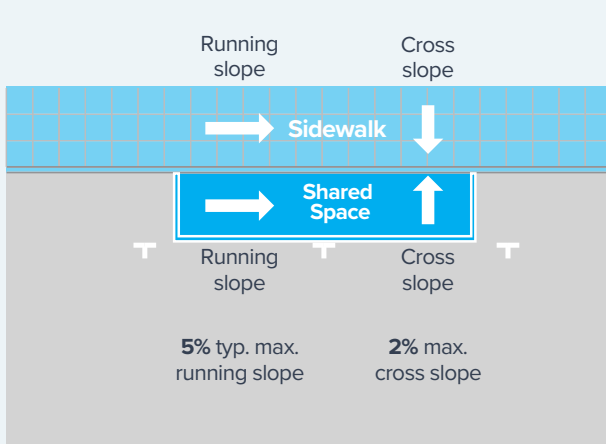 Running
slope
Cross
slope
Sidewalk
Shared
Space
Running
slope
Cross
slope
5% typ. max.
running slope
2% max.
cross slope